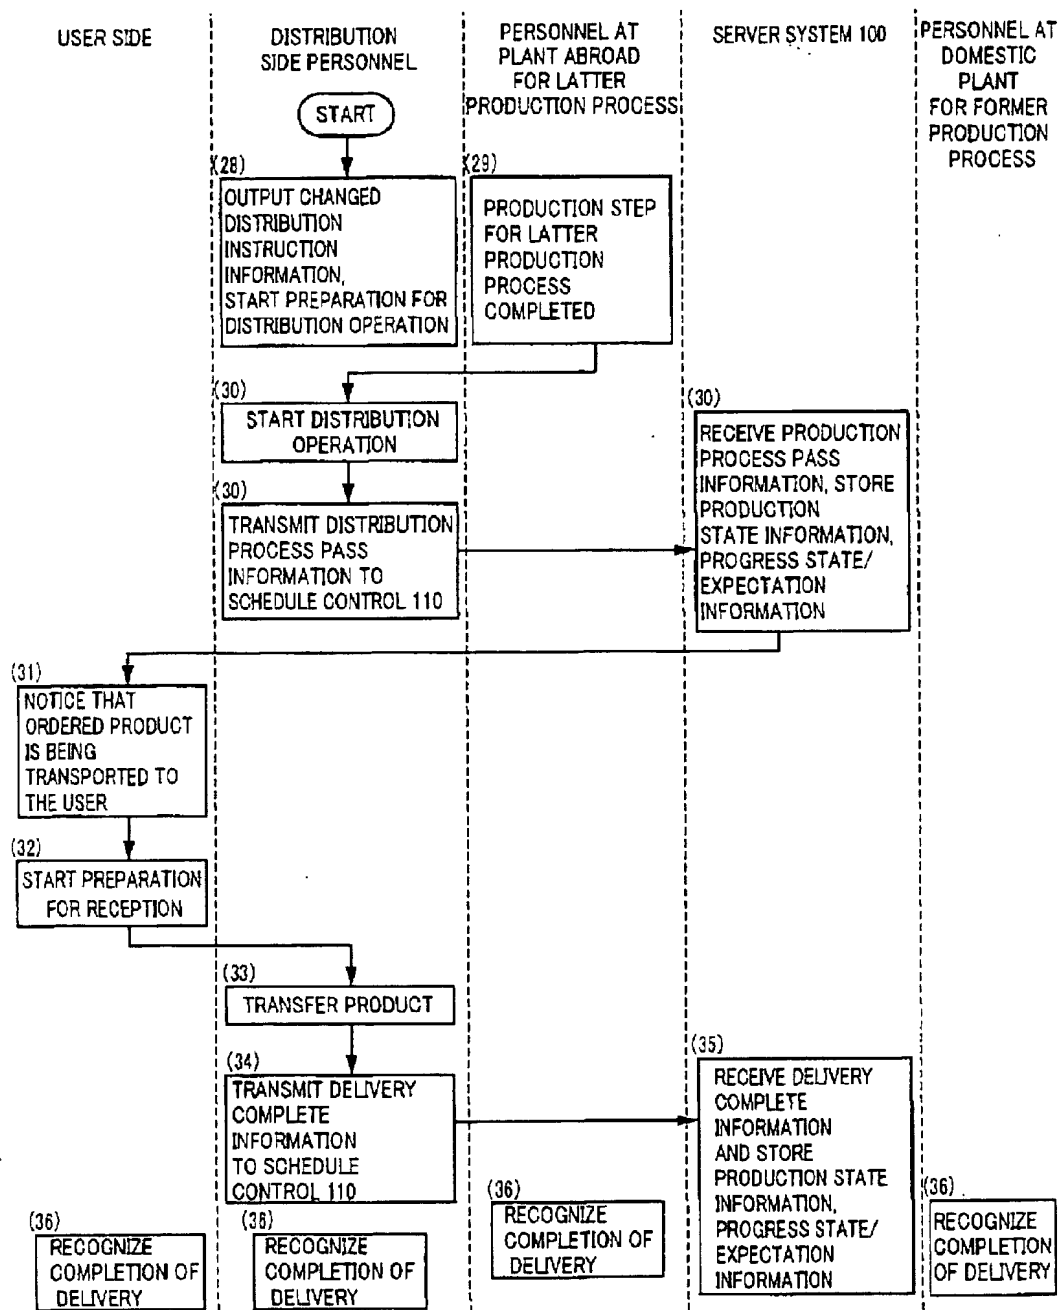 USER SIDE
DISTRIBUTION
SIDE PERSONNEL
PERSONNEL AT
PLANT ABROAD
FOR LATTER
PRODUCTION PROCESS
SERVER SYSTEM 100
PERSONNEL AT
DOMESTIC
PLANT
FOR FORMER
PRODUCTION
PROCESS
START
(28)
OUTPUT CHANGED
DISTRIBUTION
INSTRUCTION
INFORMATION,
START PREPARATION FOR
DISTRIBUTION OPERATION
(29)
PRODUCTION STEP
FOR LATTER
PRODUCTION
PROCESS
COMPLETED
(30)
START DISTRIBUTION
OPERATION
(30)
TRANSMIT DISTRIBUTION
PROCESS PASS
INFORMATION TO
SCHEDULE CONTROL 110
(30)
RECEIVE PRODUCTION
PROCESS PASS
INFORMATION, STORE
PRODUCTION
STATE INFORMATION,
PROGRESS STATE/
EXPECTATION
INFORMATION
(31)
NOTICE THAT
ORDERED PRODUCT
IS BEING
TRANSPORTED TO
THE USER
(32)
START PREPARATION
FOR RECEPTION
(33)
TRANSFER PRODUCT
(34)
TRANSMIT DELIVERY
COMPLETE
INFORMATION
TO SCHEDULE
CONTROL 110
(35)
RECEIVE DELIVERY
COMPLETE
INFORMATION
AND STORE
PRODUCTION STATE
INFORMATION,
PROGRESS STATE/
EXPECTATION
INFORMATION
(36)
RECOGNIZE
COMPLETION OF
DELIVERY
(36)
RECOGNIZE
COMPLETION OF
DELIVERY
(36)
RECOGNIZE
COMPLETION OF
DELIVERY
(36)
RECOGNIZE
COMPLETION
OF DELIVERY